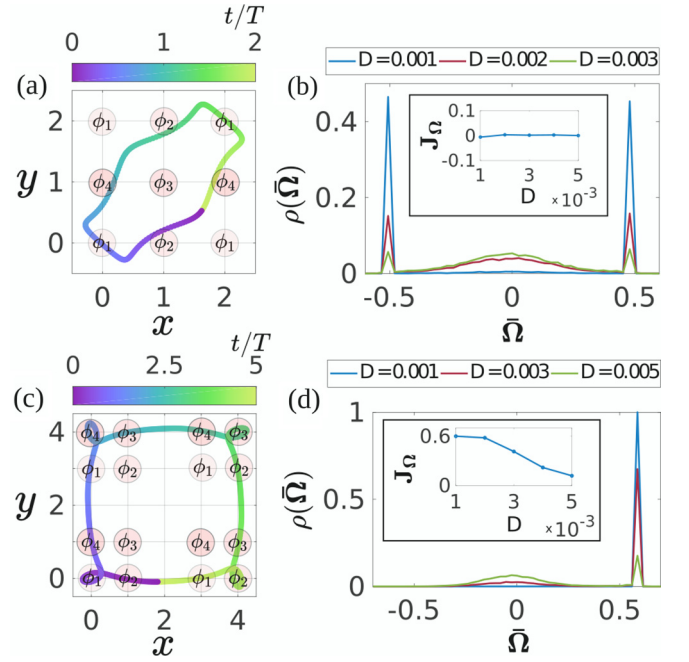 t/T
0 1 2
(a)
ϕ1 ϕ2 ϕ1
ϕ4 ϕ3 ϕ4
ϕ1 ϕ2 ϕ1
2
1
0
y
0 1 2
x
(b)
D=0.001 D=0.002 D=0.003
0.4
0.2
0
ρ(Ω̄)
0.1
0
-0.1
J_Ω
1 3 5
D ×10⁻³
-0.5 0 0.5
Ω̄
t/T
0 2.5 5
(c)
ϕ4 ϕ3 ϕ4 ϕ3
ϕ1 ϕ2 ϕ1 ϕ2
ϕ4 ϕ3 ϕ4 ϕ3
ϕ1 ϕ2 ϕ1 ϕ2
4
2
0
y
0 2 4
x
(d)
D=0.001 D=0.003 D=0.005
1
0.5
0
ρ(Ω̄)
0.6
0
J_Ω
1 3 5
D ×10⁻³
-0.5 0 0.5
Ω̄